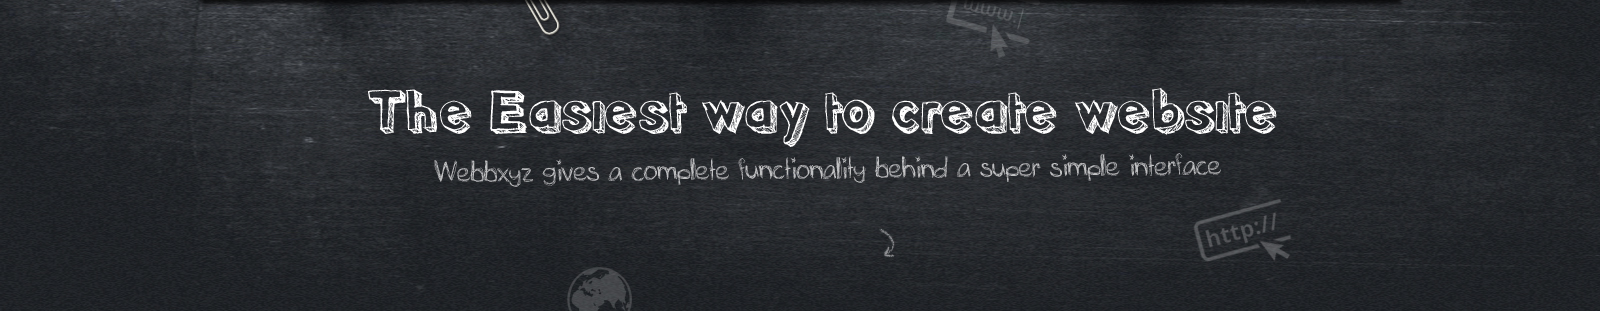 www.
The Easiest way to create website
Webbxyz gives a complete functionality behind a super simple interface
http://